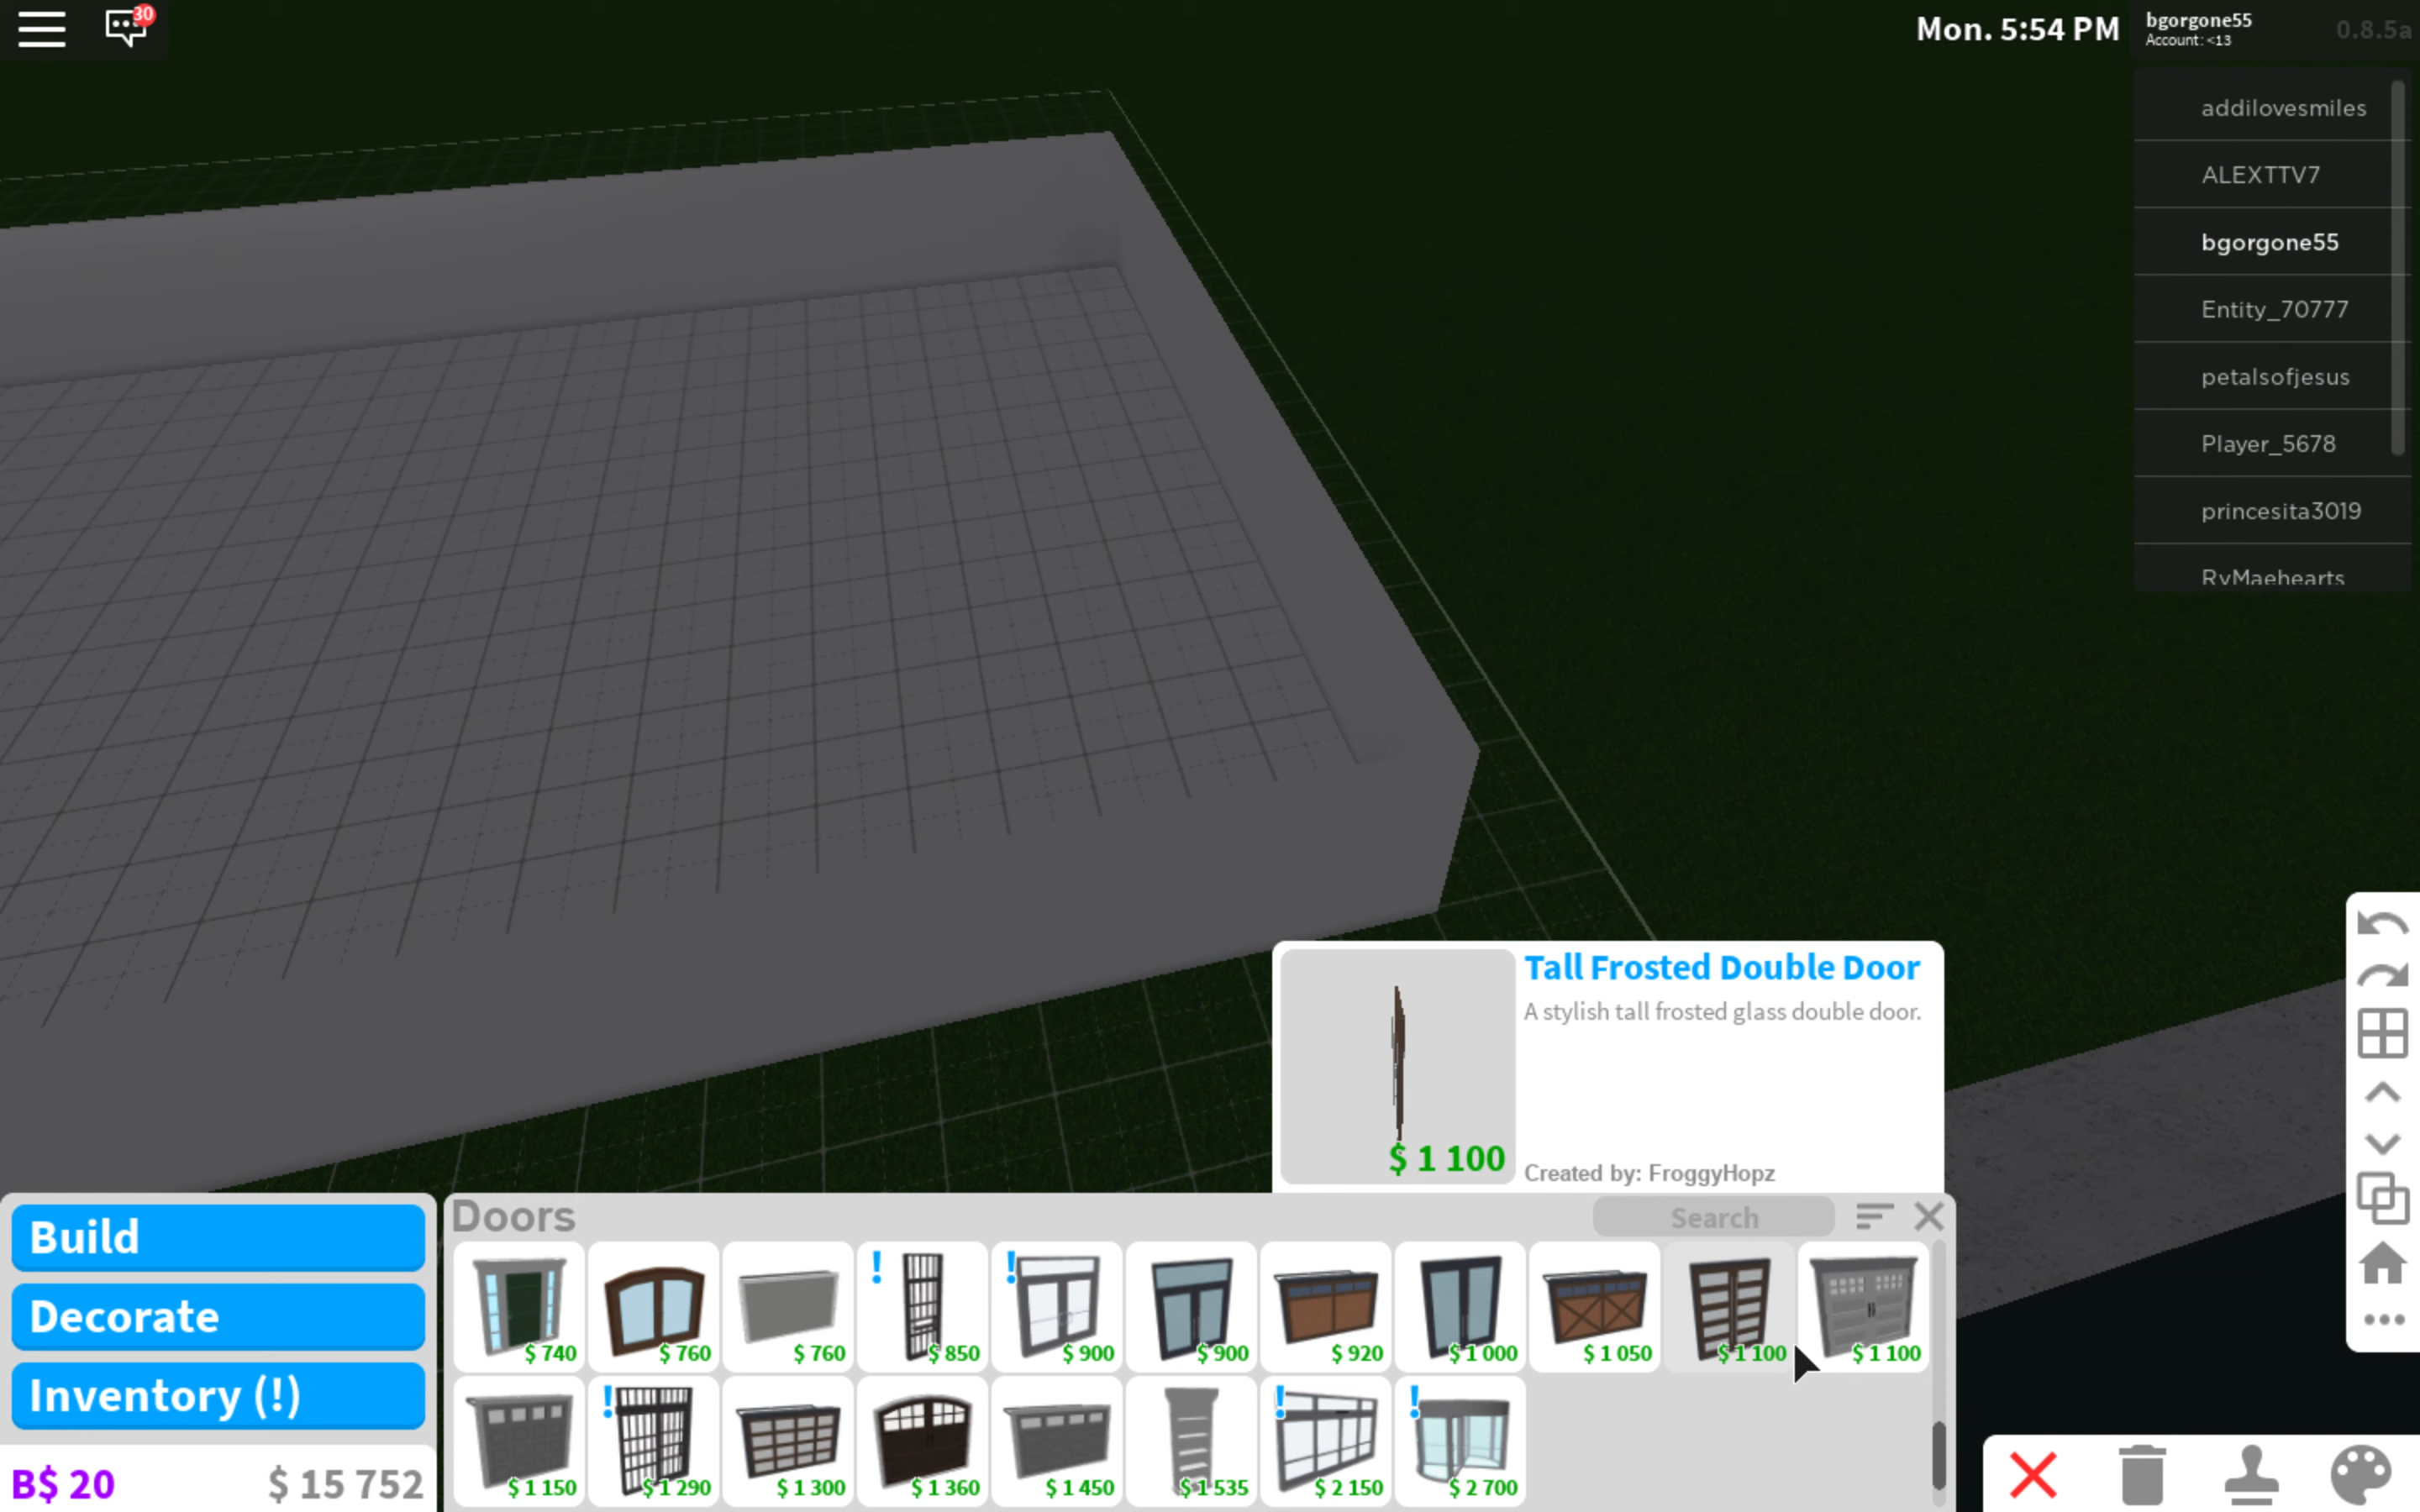 30
Mon. 5:54 PM
bgorgone55
Account: <13
0.8.5a
addilovesmiles
ALEXTTV7
bgorgone55
Entity_70777
petalsofjesus
Player_5678
princesita3019
RyMaehearts
Tall Frosted Double Door
A stylish tall frosted glass double door.
$ 1 100
Created by: FroggyHopz
Build
Decorate
Inventory (!)
B$ 20
$ 15 752
Doors
Search
$ 740
$ 760
$ 760
! $ 850
! $ 900
$ 900
$ 920
$ 1 000
$ 1 050
$ 1 100
$ 1 100
$ 1 150
! $ 1 290
$ 1 300
$ 1 360
$ 1 450
$ 1 535
! $ 2 150
! $ 2 700